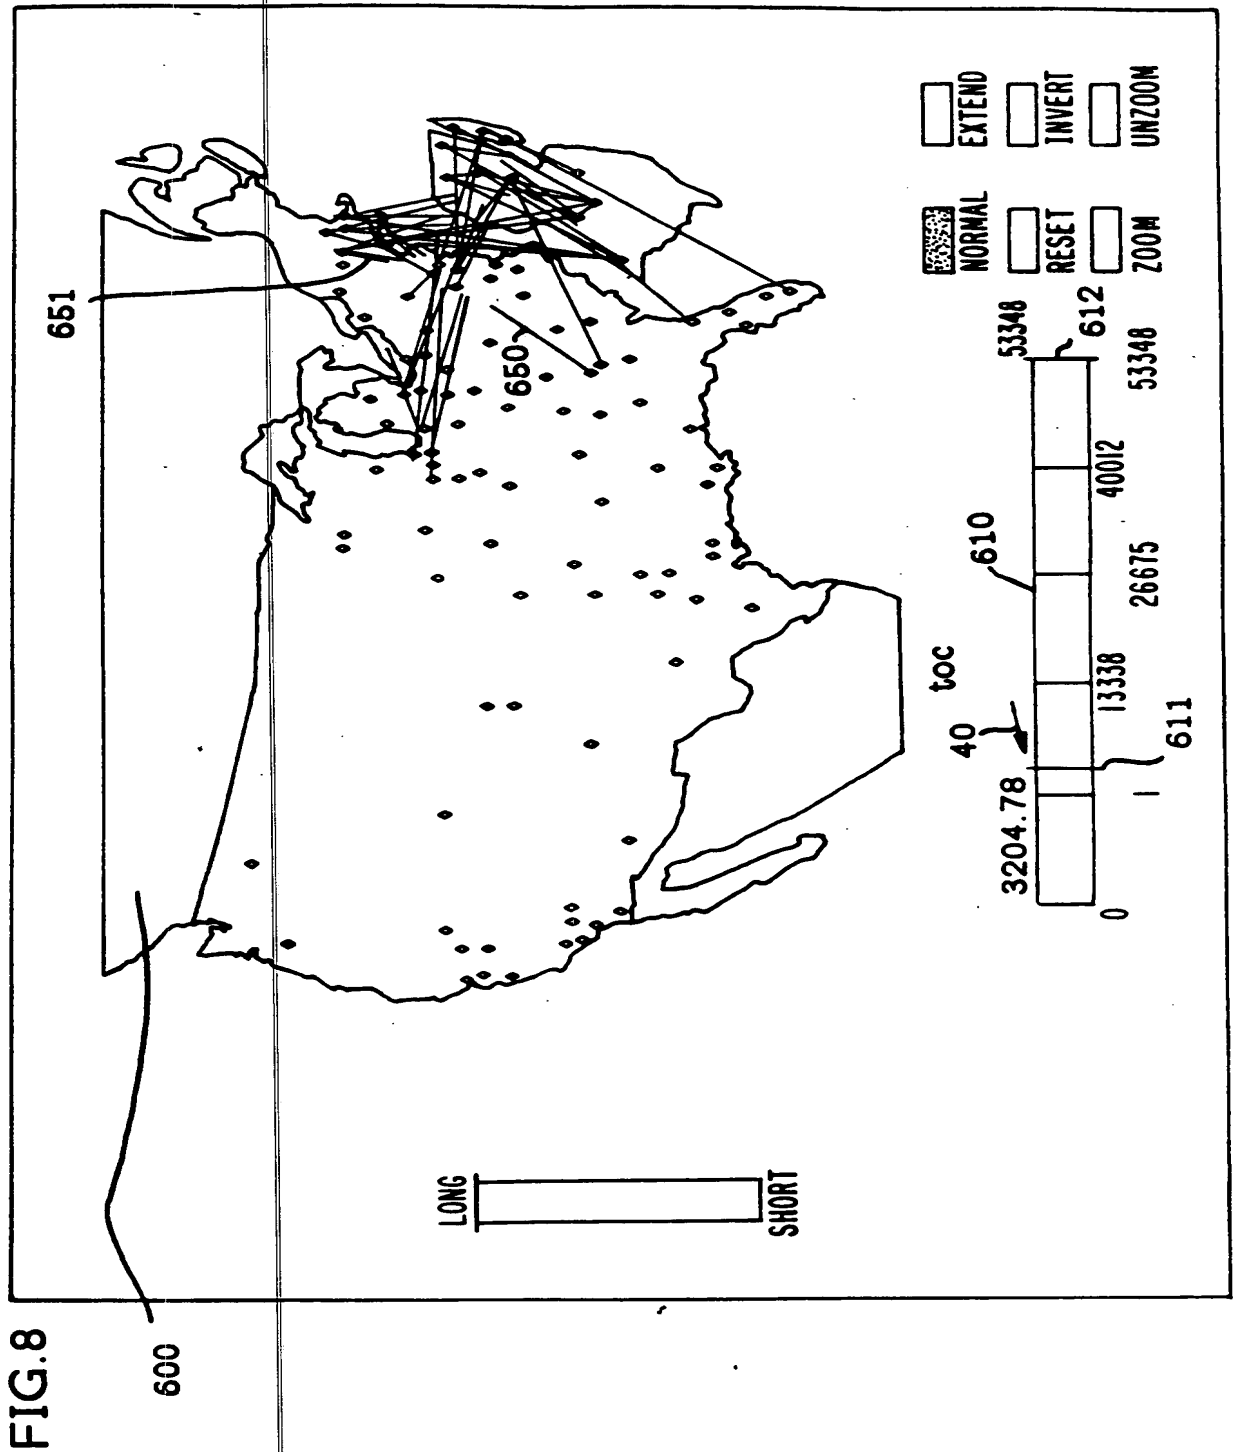 FIG.8
600
651
650
LONG
SHORT
toc
NORMAL
EXTEND
RESET
INVERT
ZOOM
UNZOOM
3204.78
40
610
53348
612
0
1
13338
26675
40012
53348
611